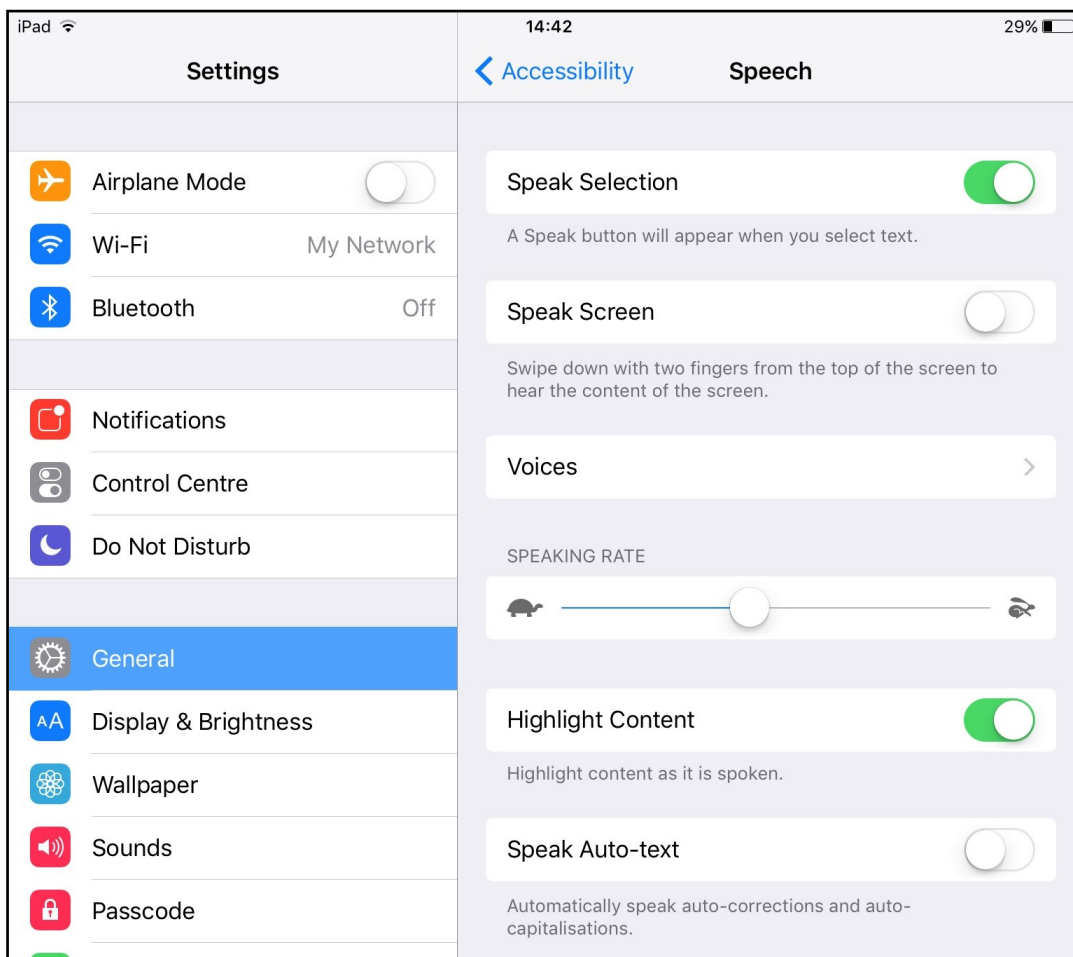 iPad
14:42
29%
Settings
Airplane Mode
Wi-Fi My Network
Bluetooth Off
Notifications
Control Centre
Do Not Disturb
General
AA Display & Brightness
Wallpaper
Sounds
Passcode
Accessibility Speech
Speak Selection
A Speak button will appear when you select text.
Speak Screen
Swipe down with two fingers from the top of the screen to
hear the content of the screen.
Voices
SPEAKING RATE
Highlight Content
Highlight content as it is spoken.
Speak Auto-text
Automatically speak auto-corrections and auto-
capitalisations.